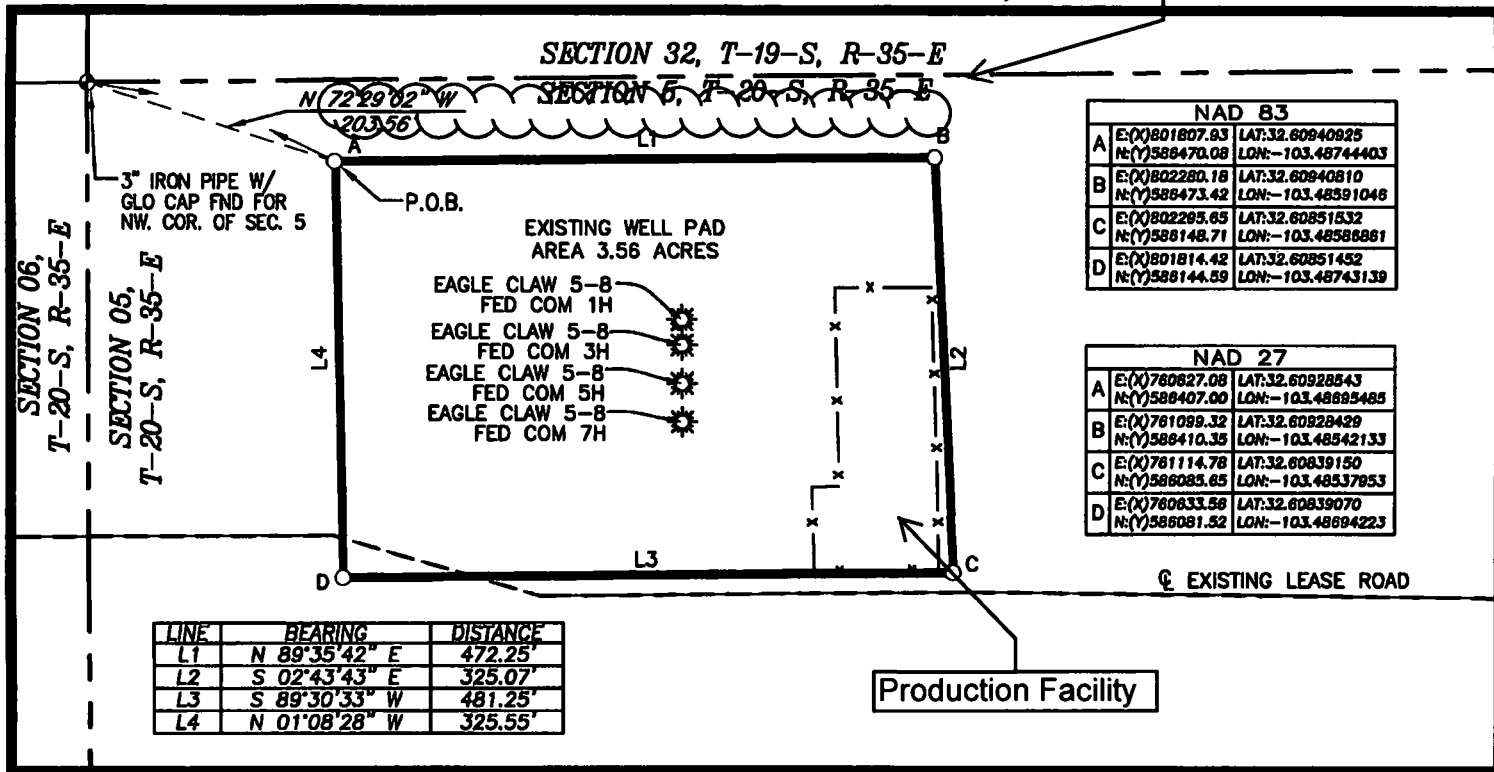 SECTION 32, T-19-S, R-35-E
SECTION 5, T-20-S, R-35-E
N 72°29'02" W
203.56
A
L1
B
3" IRON PIPE W/
GLO CAP FND FOR
NW. COR. OF SEC. 5
P.O.B.
EXISTING WELL PAD
AREA 3.56 ACRES
EAGLE CLAW 5-8
FED COM 1H
EAGLE CLAW 5-8
FED COM 3H
EAGLE CLAW 5-8
FED COM 5H
EAGLE CLAW 5-8
FED COM 7H
SECTION 06,
T-20-S, R-35-E
SECTION 05,
T-20-S, R-35-E
L4
L2
L3
D
C
NAD 83
A E:(X)801807.93 LAT:32.60940925
N:(Y)586470.08 LON:-103.48744403
B E:(X)802280.18 LAT:32.60940810
N:(Y)586473.42 LON:-103.48591046
C E:(X)802295.65 LAT:32.60851532
N:(Y)586148.71 LON:-103.48586861
D E:(X)801814.42 LAT:32.60851452
N:(Y)586144.59 LON:-103.48743139
NAD 27
A E:(X)760627.08 LAT:32.60928543
N:(Y)586407.00 LON:-103.48695485
B E:(X)761099.32 LAT:32.60928429
N:(Y)586410.35 LON:-103.48542133
C E:(X)761114.78 LAT:32.60839150
N:(Y)586085.65 LON:-103.48537953
D E:(X)760633.56 LAT:32.60839070
N:(Y)586081.52 LON:-103.48694223
℄ EXISTING LEASE ROAD
LINE BEARING DISTANCE
L1 N 89°35'42" E 472.25'
L2 S 02°43'43" E 325.07'
L3 S 89°30'33" W 481.25'
L4 N 01°08'28" W 325.55'
Production Facility